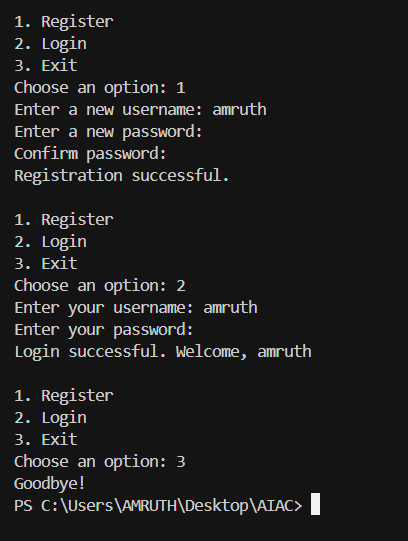 1. Register
2. Login
3. Exit
Choose an option: 1
Enter a new username: amruth
Enter a new password:
Confirm password:
Registration successful.
1. Register
2. Login
3. Exit
Choose an option: 2
Enter your username: amruth
Enter your password:
Login successful. Welcome, amruth
1. Register
2. Login
3. Exit
Choose an option: 3
Goodbye!
PS C:\Users\AMRUTH\Desktop\AIAC>